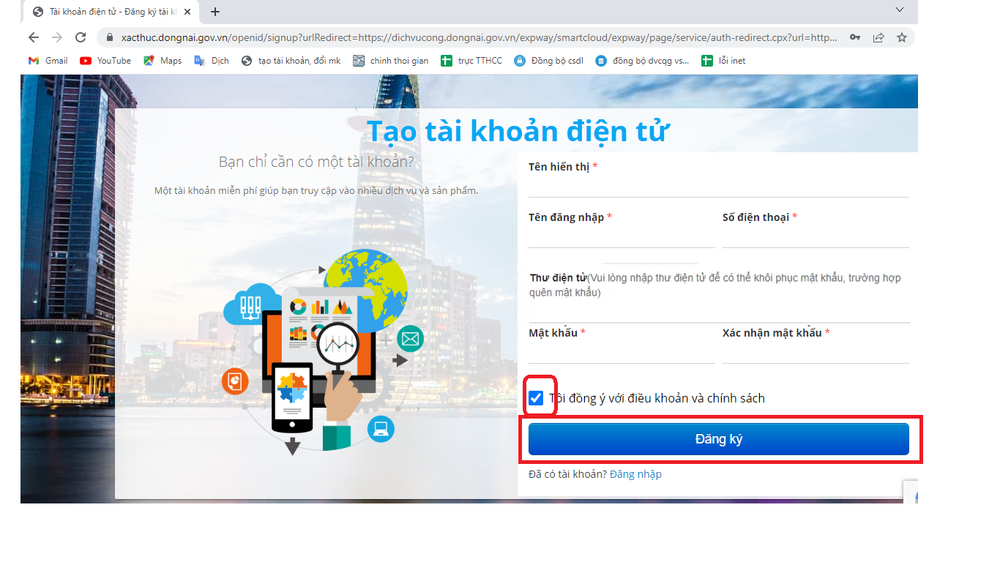 Tài khoản điện tử - Đăng ký tài kh
xacthuc.dongnai.gov.vn/openid/signup?urlRedirect=https://dichvucong.dongnai.gov.vn/expway/smartcloud/expway/page/service/auth-redirect.cpx?url=http...
Gmail YouTube Maps Dịch tạo tài khoản, đổi mk chinh thoi gian trực TTHCC Đồng bộ csdl đồng bộ dvcqg vs... lỗi inet
Tạo tài khoản điện tử
Bạn chỉ cần có một tài khoản?
Một tài khoản miễn phí giúp bạn truy cập vào nhiều dịch vụ và sản phẩm.
Tên hiển thị *
Tên đăng nhập * Số điện thoại *
Thư điện tử(Vui lòng nhập thư điện tử để có thể khôi phục mật khẩu, trường hợp
quên mật khẩu)
Mật khẩu * Xác nhận mật khẩu *
Tôi đồng ý với điều khoản và chính sách
Đăng ký
Đã có tài khoản? Đăng nhập